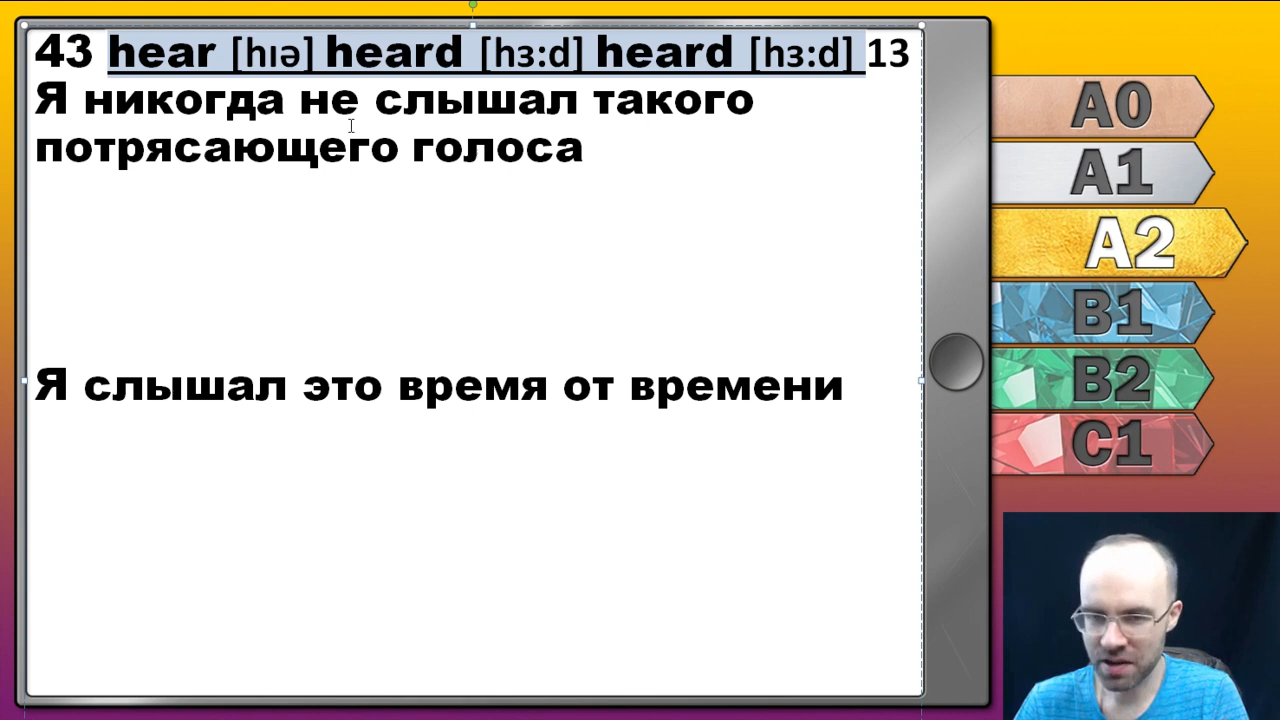 43 hear [hıə] heard [hɜ:d] heard [hɜ:d] 13
Я никогда не слышал такого
потрясающего голоса
Я слышал это время от времени
A0
A1
A2
B1
B2
C1